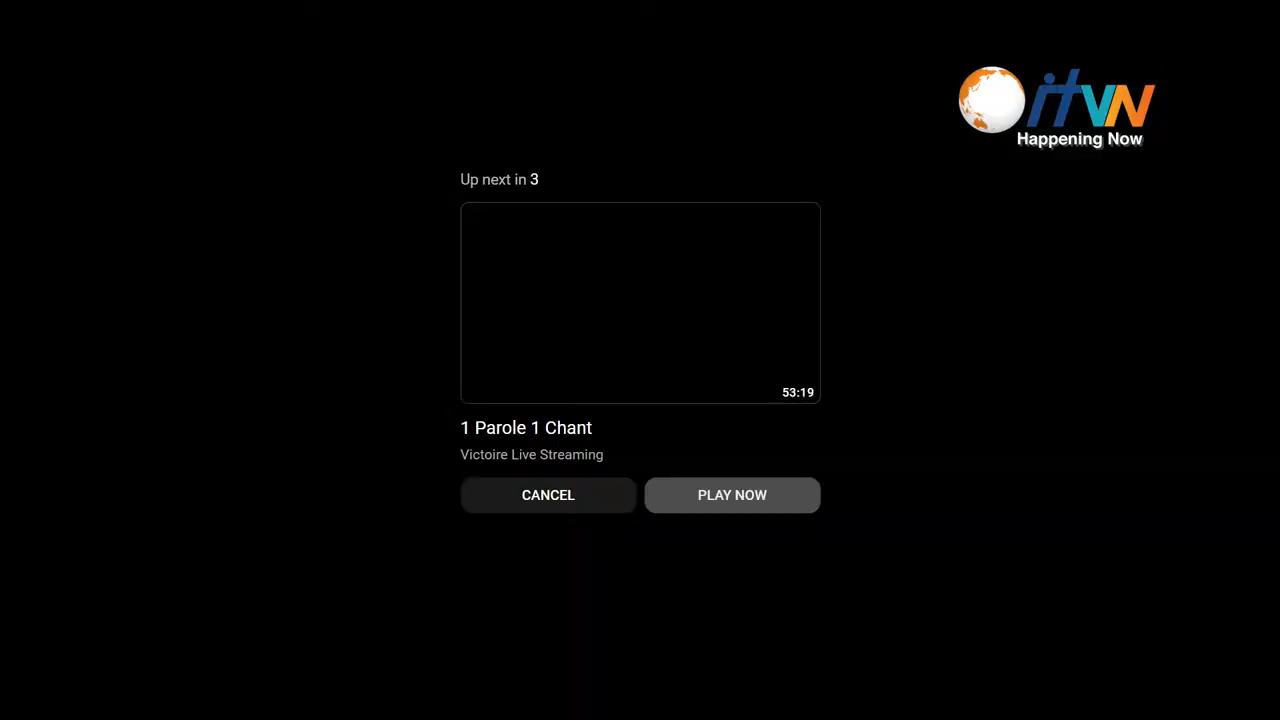 itVN
Happening Now
Up next in 3
53:19
1 Parole 1 Chant
Victoire Live Streaming
CANCEL
PLAY NOW